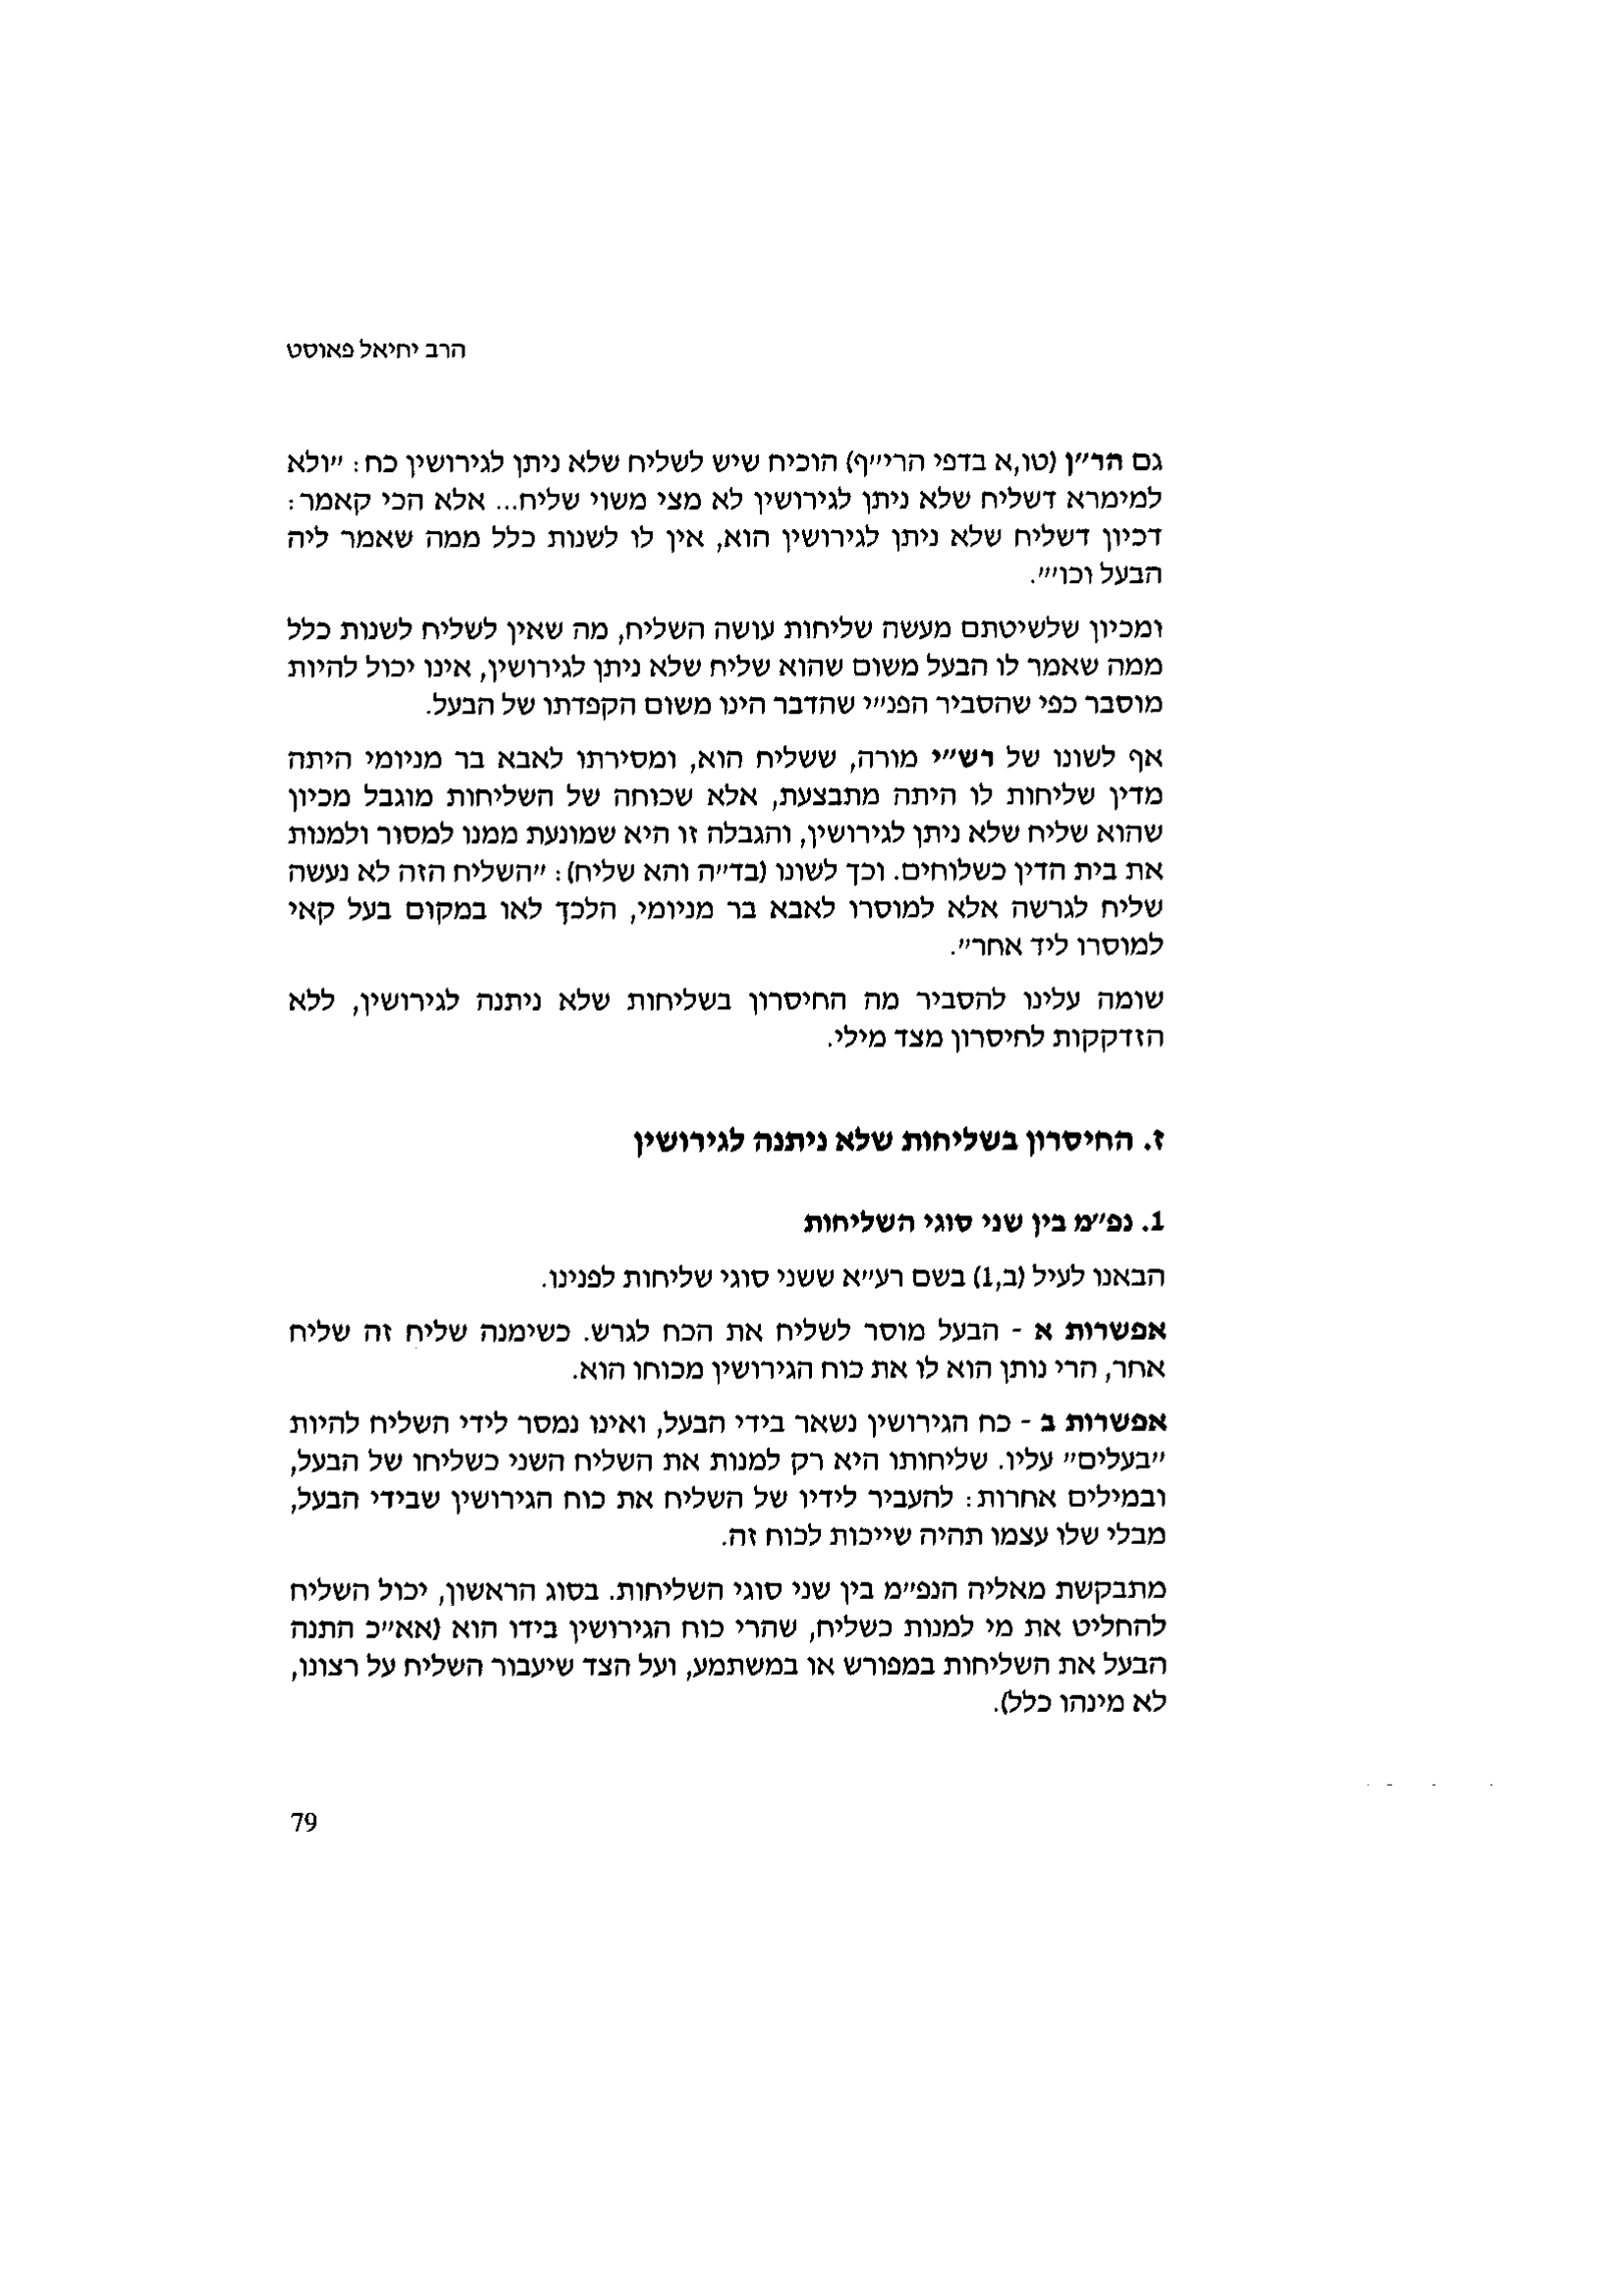 הרב יחיאל פאוסט
גם הר״ן (טו,א בדפי הרי״ף) הוכיח שיש לשליח שלא ניתן לגירושין כח: ״ולא
למימרא דשליח שלא ניתן לגירושין לא מצי משוי שליח... אלא הכי קאמר:
דכיון דשליח שלא ניתן לגירושין הוא, אין לו לשנות כלל ממה שאמר ליה
הבעל וכו׳״.
ומכיון שלשיטתם מעשה שליחות עושה השליח, מה שאין לשליח לשנות כלל
ממה שאמר לו הבעל משום שהוא שליח שלא ניתן לגירושין, אינו יכול להיות
מוסבר כפי שהסביר הפנ״י שהדבר הינו משום הקפדתו של הבעל.
אף לשונו של רש״י מורה, ששליח הוא, ומסירתו לאבא בר מניומי היתה
מדין שליחות לו היתה מתבצעת, אלא שכוחה של השליחות מוגבל מכיון
שהוא שליח שלא ניתן לגירושין, והגבלה זו היא שמונעת ממנו למסור ולמנות
את בית הדין כשלוחים. וכך לשונו (בד״ה והא שליח): ״השליח הזה לא נעשה
שליח לגרשה אלא למוסרו לאבא בר מניומי, הלכך לאו במקום בעל קאי
למוסרו ליד אחר״.
שומה עלינו להסביר מה החיסרון בשליחות שלא ניתנה לגירושין, ללא
הזדקקות לחיסרון מצד מילי.
ז. החיסרון בשליחות שלא ניתנה לגירושין
1. נפ״מ בין שני סוגי השליחות
הבאנו לעיל (ב,1) בשם רע״א ששני סוגי שליחות לפנינו.
אפשרות א - הבעל מוסר לשליח את הכח לגרש. כשימנה שליח זה שליח
אחר, הרי נותן הוא לו את כוח הגירושין מכוחו הוא.
אפשרות ב - כח הגירושין נשאר בידי הבעל, ואינו נמסר לידי השליח להיות
״בעלים״ עליו. שליחותו היא רק למנות את השליח השני כשליחו של הבעל,
ובמילים אחרות: להעביר לידיו של השליח את כוח הגירושין שבידי הבעל,
מבלי שלו עצמו תהיה שייכות לכוח זה.
מתבקשת מאליה הנפ״מ בין שני סוגי השליחות. בסוג הראשון, יכול השליח
להחליט את מי למנות כשליח, שהרי כוח הגירושין בידו הוא (אא״כ התנה
הבעל את השליחות במפורש או במשתמע, ועל הצד שיעבור השליח על רצונו,
לא מינהו כלל).
79